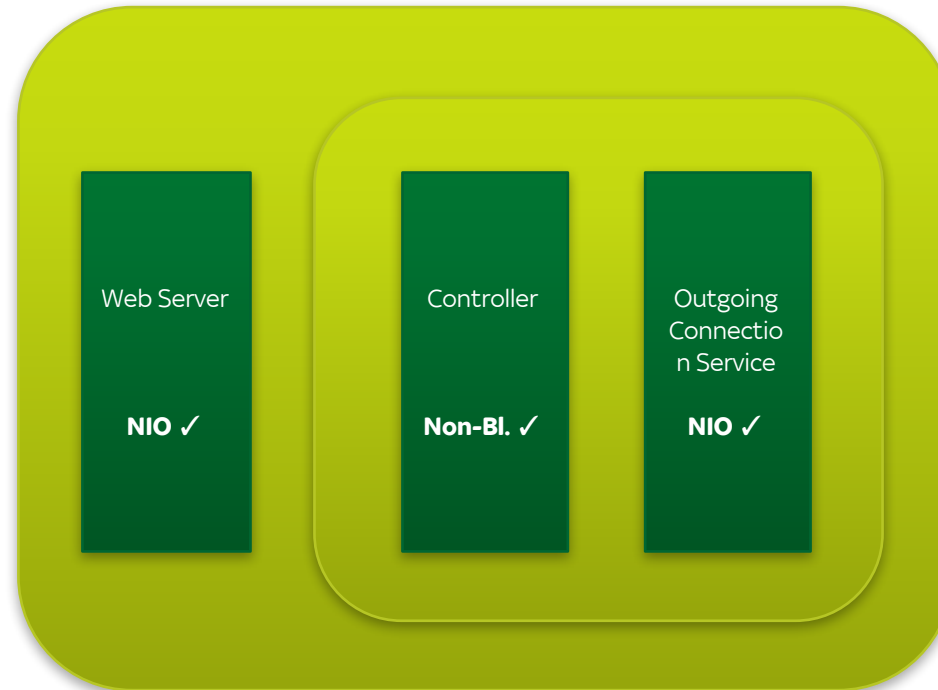 Web Server
NIO ✓
Controller
Non-Bl. ✓
Outgoing
Connectio
n Service
NIO ✓